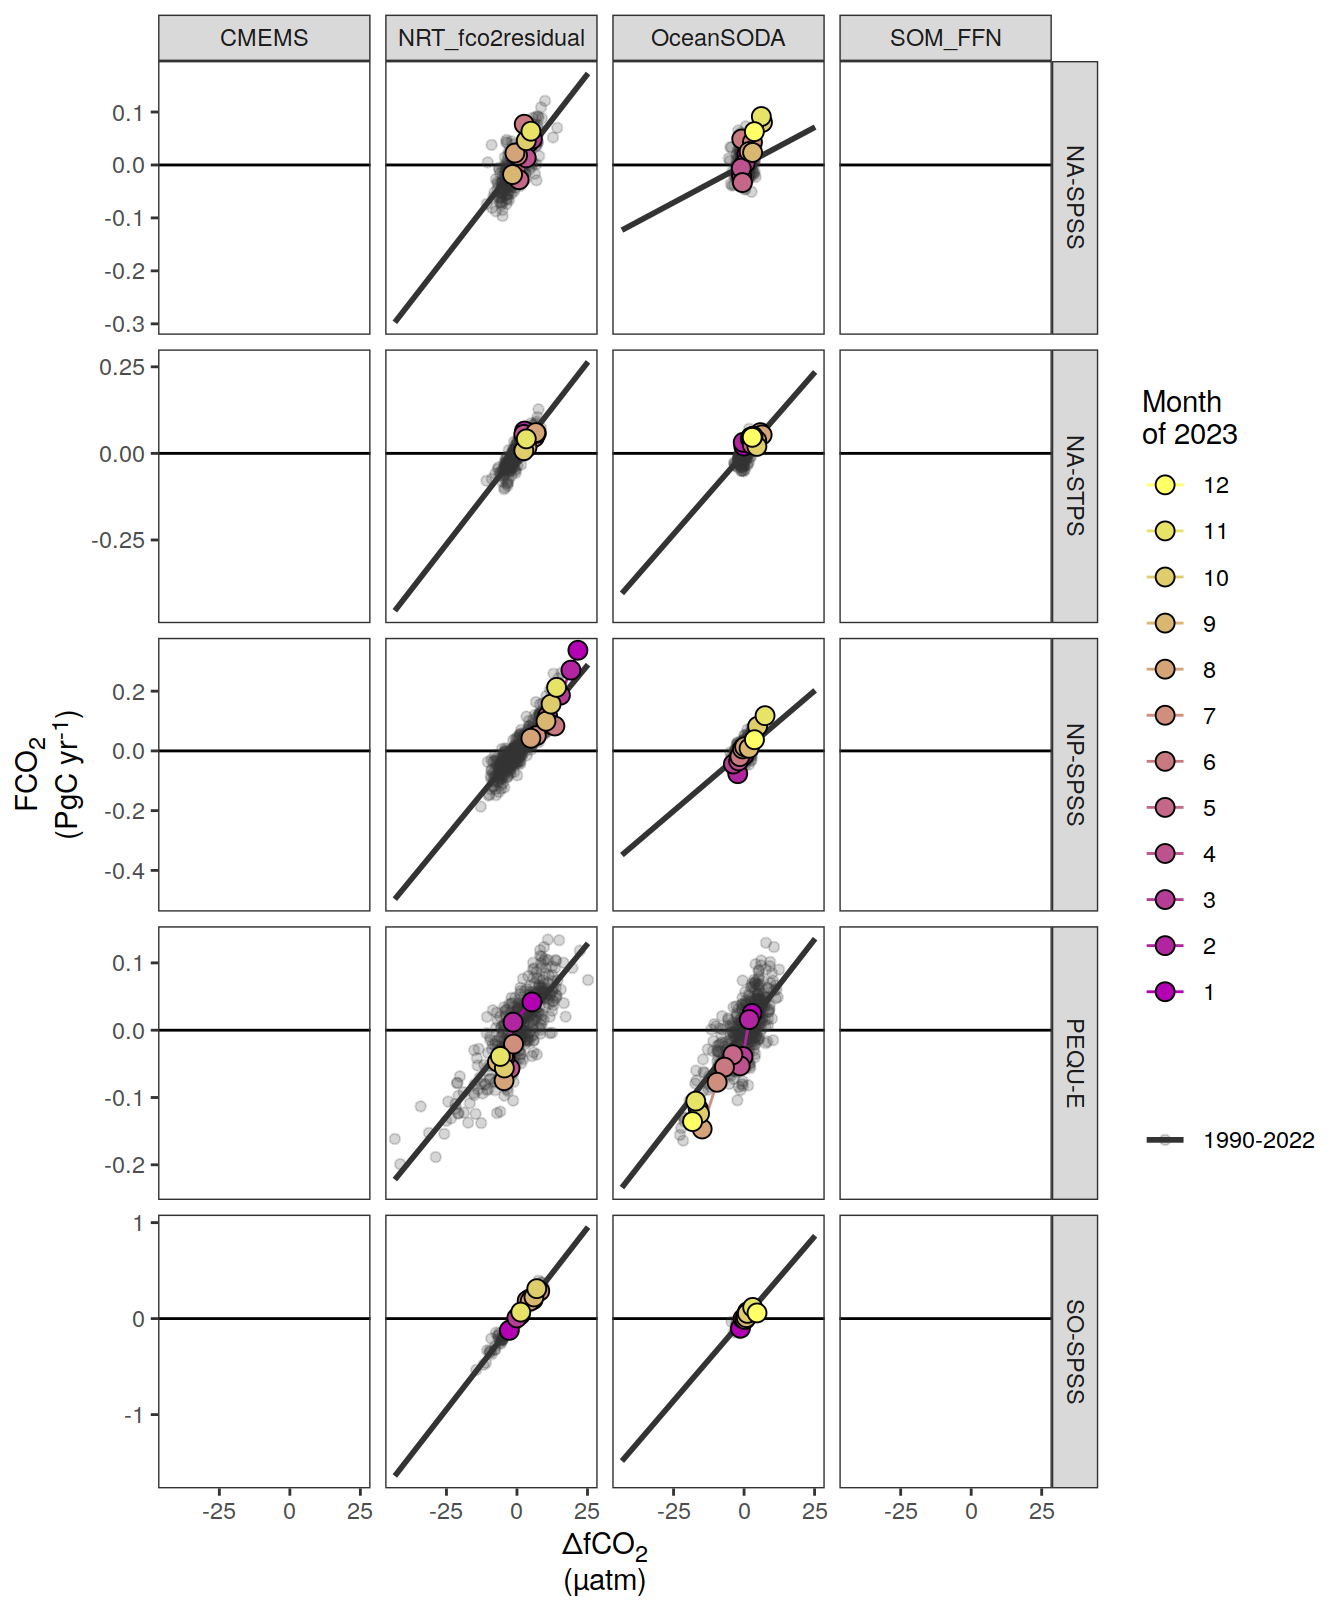 CMEMS NRT_fco2residual OceanSODA SOM_FFN
0.1
0.0
-0.1
-0.2
-0.3
NA-SPSS
0.25
0.00
-0.25
NA-STPS
0.2
0.0
-0.2
-0.4
NP-SPSS
0.1
0.0
-0.1
-0.2
PEQU-E
1
0
-1
SO-SPSS
FCO₂
(PgC yr⁻¹)
-25 0 25 -25 0 25 -25 0 25 -25 0 25
ΔfCO₂
(µatm)
Month
of 2023
12
11
10
9
8
7
6
5
4
3
2
1
1990-2022